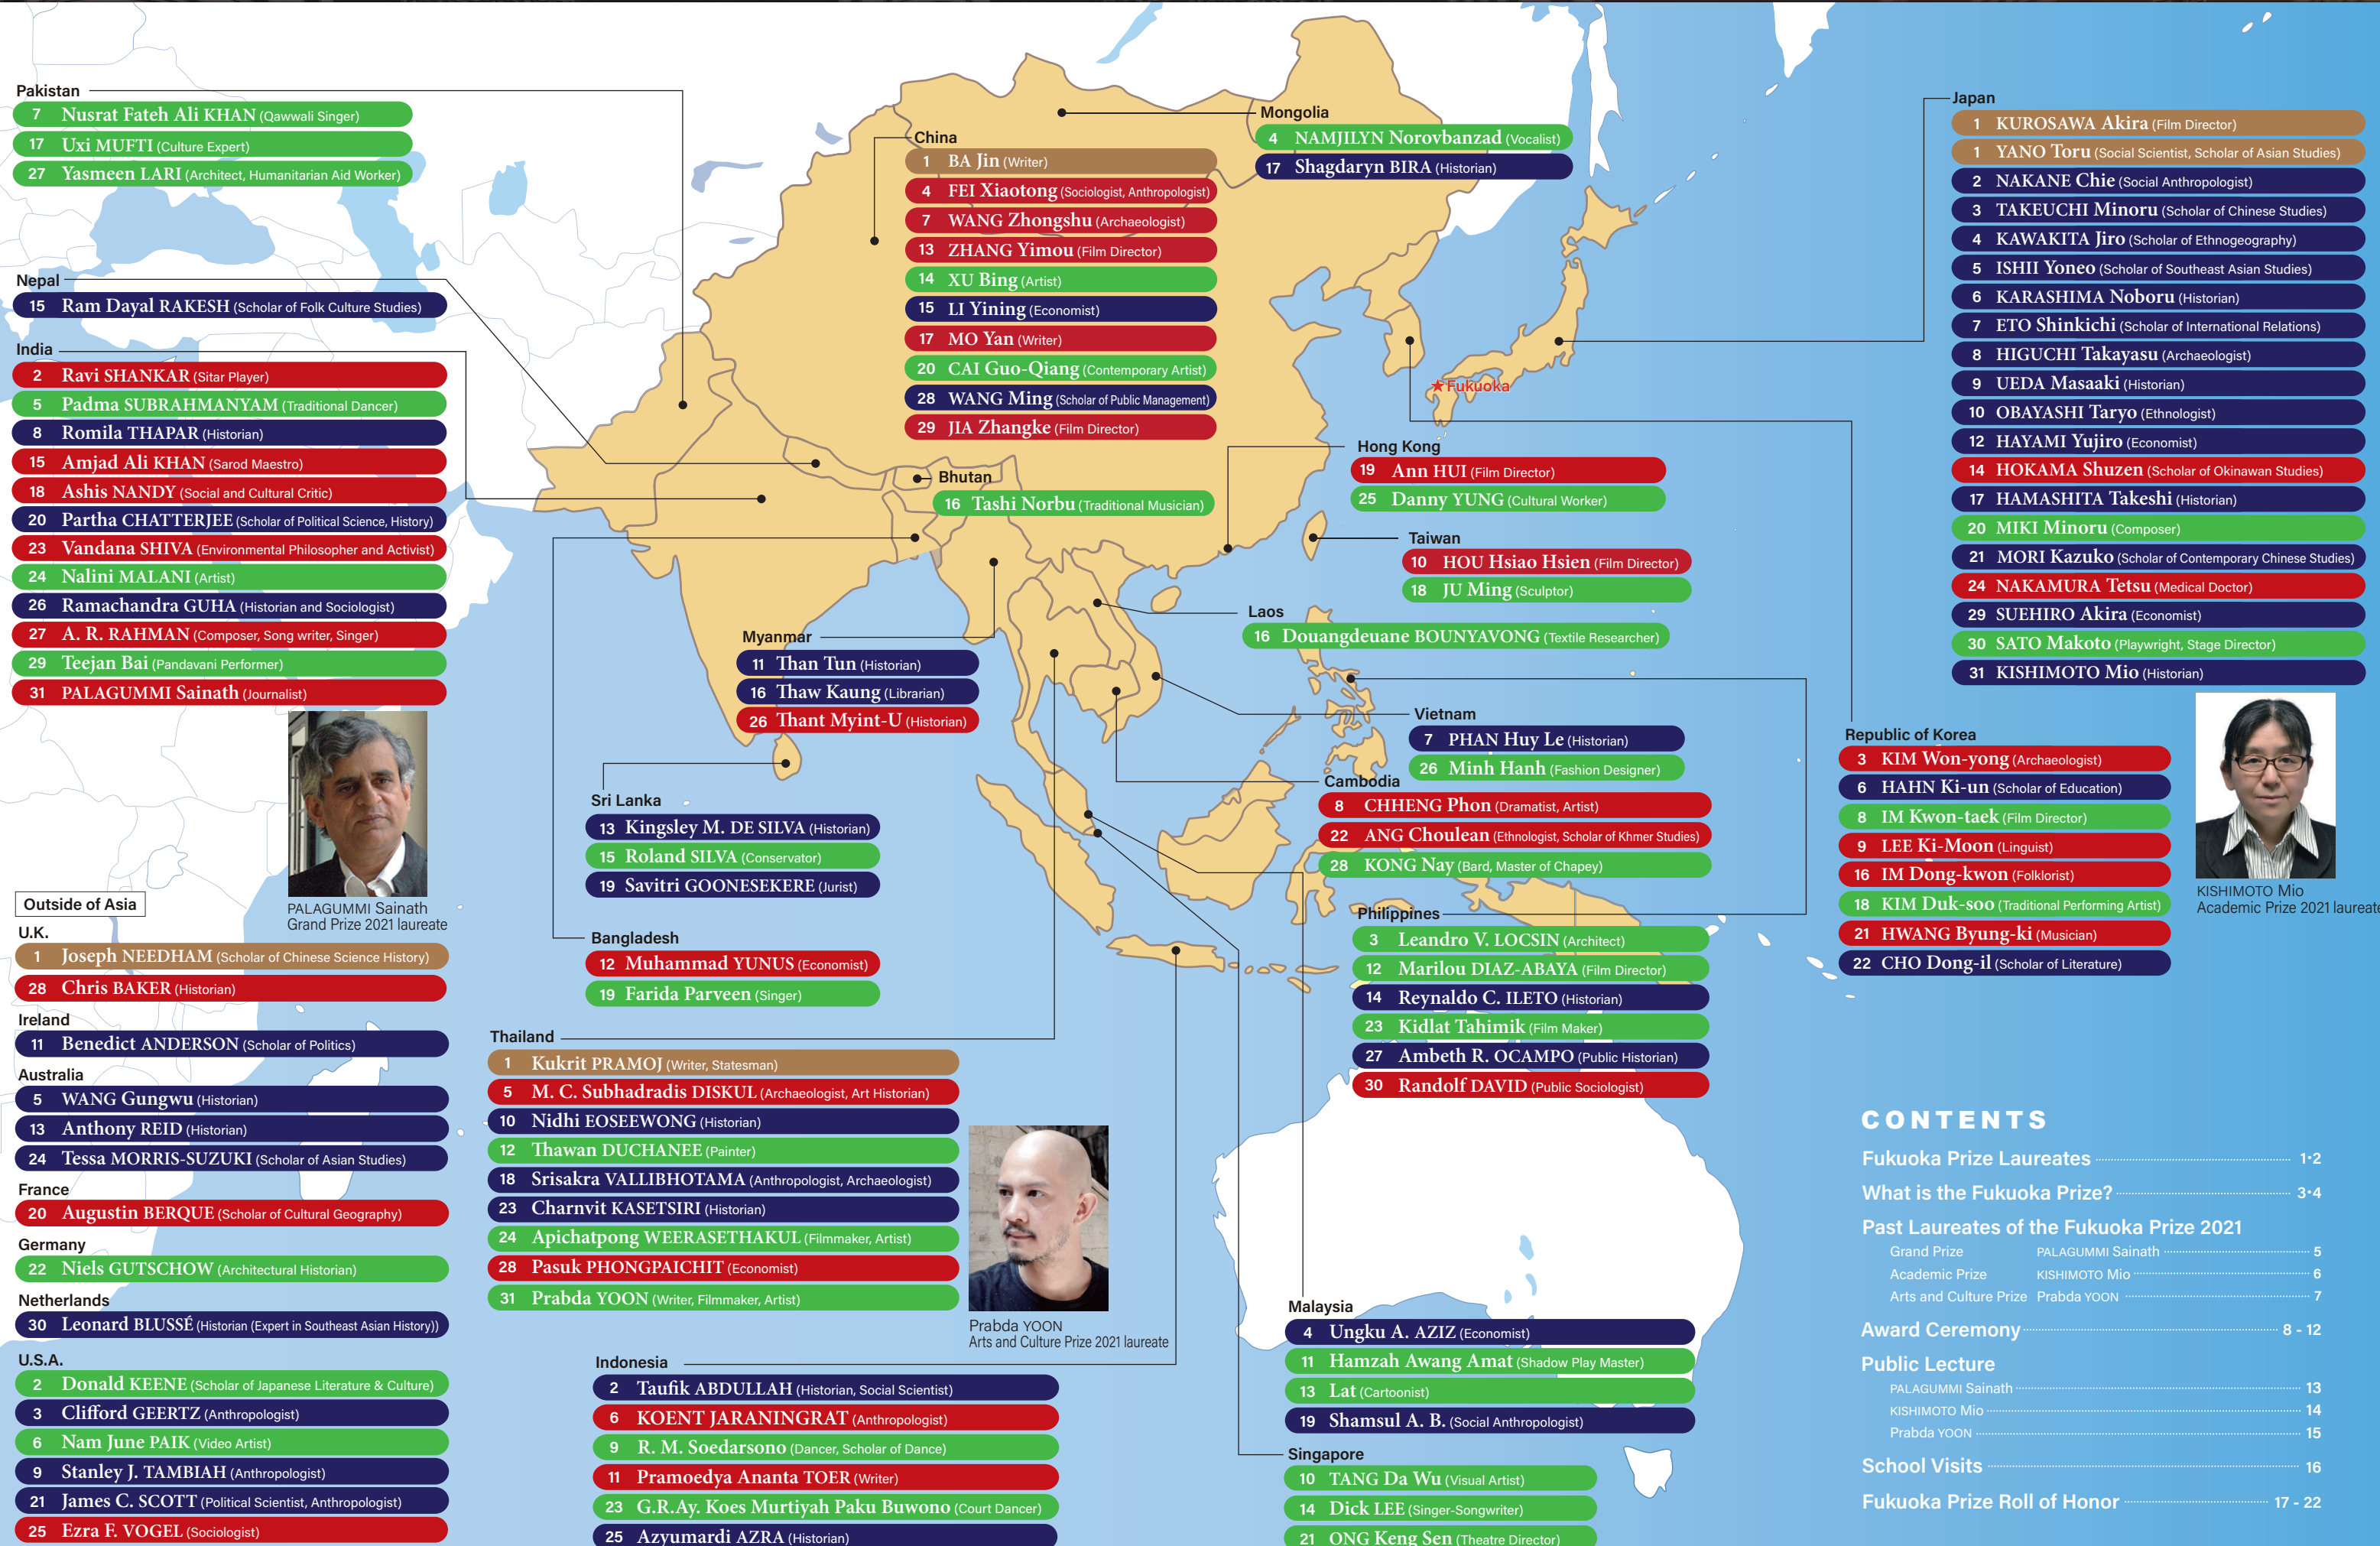 Pakistan
7 Nusrat Fateh Ali KHAN (Qawwali Singer)
17 Uxi MUFTI (Culture Expert)
27 Yasmeen LARI (Architect, Humanitarian Aid Worker)
Nepal
15 Ram Dayal RAKESH (Scholar of Folk Culture Studies)
India
2 Ravi SHANKAR (Sitar Player)
5 Padma SUBRAHMANYAM (Traditional Dancer)
8 Romila THAPAR (Historian)
15 Amjad Ali KHAN (Sarod Maestro)
18 Ashis NANDY (Social and Cultural Critic)
20 Partha CHATTERJEE (Scholar of Political Science, History)
23 Vandana SHIVA (Environmental Philosopher and Activist)
24 Nalini MALANI (Artist)
26 Ramachandra GUHA (Historian and Sociologist)
27 A. R. RAHMAN (Composer, Song writer, Singer)
29 Teejan Bai (Pandavani Performer)
31 PALAGUMMI Sainath (Journalist)
PALAGUMMI Sainath
Grand Prize 2021 laureate
Outside of Asia
U.K.
1 Joseph NEEDHAM (Scholar of Chinese Science History)
28 Chris BAKER (Historian)
Ireland
11 Benedict ANDERSON (Scholar of Politics)
Australia
5 WANG Gungwu (Historian)
13 Anthony REID (Historian)
24 Tessa MORRIS-SUZUKI (Scholar of Asian Studies)
France
20 Augustin BERQUE (Scholar of Cultural Geography)
Germany
22 Niels GUTSCHOW (Architectural Historian)
Netherlands
30 Leonard BLUSSÉ (Historian (Expert in Southeast Asian History))
U.S.A.
2 Donald KEENE (Scholar of Japanese Literature & Culture)
3 Clifford GEERTZ (Anthropologist)
6 Nam June PAIK (Video Artist)
9 Stanley J. TAMBIAH (Anthropologist)
21 James C. SCOTT (Political Scientist, Anthropologist)
25 Ezra F. VOGEL (Sociologist)
China
1 BA Jin (Writer)
4 FEI Xiaotong (Sociologist, Anthropologist)
7 WANG Zhongshu (Archaeologist)
13 ZHANG Yimou (Film Director)
14 XU Bing (Artist)
15 LI Yining (Economist)
17 MO Yan (Writer)
20 CAI Guo-Qiang (Contemporary Artist)
28 WANG Ming (Scholar of Public Management)
29 JIA Zhangke (Film Director)
Mongolia
4 NAMJILYN Norovbanzad (Vocalist)
17 Shagdaryn BIRA (Historian)
★Fukuoka
Bhutan
16 Tashi Norbu (Traditional Musician)
Hong Kong
19 Ann HUI (Film Director)
25 Danny YUNG (Cultural Worker)
Taiwan
10 HOU Hsiao Hsien (Film Director)
18 JU Ming (Sculptor)
Laos
16 Douangdeuane BOUNYAVONG (Textile Researcher)
Myanmar
11 Than Tun (Historian)
16 Thaw Kaung (Librarian)
26 Thant Myint-U (Historian)
Vietnam
7 PHAN Huy Le (Historian)
26 Minh Hanh (Fashion Designer)
Cambodia
8 CHHENG Phon (Dramatist, Artist)
22 ANG Choulean (Ethnologist, Scholar of Khmer Studies)
28 KONG Nay (Bard, Master of Chapey)
Sri Lanka
13 Kingsley M. DE SILVA (Historian)
15 Roland SILVA (Conservator)
19 Savitri GOONESEKERE (Jurist)
Bangladesh
12 Muhammad YUNUS (Economist)
19 Farida Parveen (Singer)
Philippines
3 Leandro V. LOCSIN (Architect)
12 Marilou DIAZ-ABAYA (Film Director)
14 Reynaldo C. ILETO (Historian)
23 Kidlat Tahimik (Film Maker)
27 Ambeth R. OCAMPO (Public Historian)
30 Randolf DAVID (Public Sociologist)
Thailand
1 Kukrit PRAMOJ (Writer, Statesman)
5 M. C. Subhadradis DISKUL (Archaeologist, Art Historian)
10 Nidhi EOSEEWONG (Historian)
12 Thawan DUCHANEE (Painter)
18 Srisakra VALLIBHOTAMA (Anthropologist, Archaeologist)
23 Charnvit KASETSIRI (Historian)
24 Apichatpong WEERASETHAKUL (Filmmaker, Artist)
28 Pasuk PHONGPAICHIT (Economist)
31 Prabda YOON (Writer, Filmmaker, Artist)
Prabda YOON
Arts and Culture Prize 2021 laureate
Indonesia
2 Taufik ABDULLAH (Historian, Social Scientist)
6 KOENT JARANINGRAT (Anthropologist)
9 R. M. Soedarsono (Dancer, Scholar of Dance)
11 Pramoedya Ananta TOER (Writer)
23 G.R.Ay. Koes Murtiyah Paku Buwono (Court Dancer)
25 Azyumardi AZRA (Historian)
Malaysia
4 Ungku A. AZIZ (Economist)
11 Hamzah Awang Amat (Shadow Play Master)
13 Lat (Cartoonist)
19 Shamsul A. B. (Social Anthropologist)
Singapore
10 TANG Da Wu (Visual Artist)
14 Dick LEE (Singer-Songwriter)
21 ONG Keng Sen (Theatre Director)
Japan
1 KUROSAWA Akira (Film Director)
1 YANO Toru (Social Scientist, Scholar of Asian Studies)
2 NAKANE Chie (Social Anthropologist)
3 TAKEUCHI Minoru (Scholar of Chinese Studies)
4 KAWAKITA Jiro (Scholar of Ethnogeography)
5 ISHII Yoneo (Scholar of Southeast Asian Studies)
6 KARASHIMA Noboru (Historian)
7 ETO Shinkichi (Scholar of International Relations)
8 HIGUCHI Takayasu (Archaeologist)
9 UEDA Masaaki (Historian)
10 OBAYASHI Taryo (Ethnologist)
12 HAYAMI Yujiro (Economist)
14 HOKAMA Shuzen (Scholar of Okinawan Studies)
17 HAMASHITA Takeshi (Historian)
20 MIKI Minoru (Composer)
21 MORI Kazuko (Scholar of Contemporary Chinese Studies)
24 NAKAMURA Tetsu (Medical Doctor)
29 SUEHIRO Akira (Economist)
30 SATO Makoto (Playwright, Stage Director)
31 KISHIMOTO Mio (Historian)
Republic of Korea
3 KIM Won-yong (Archaeologist)
6 HAHN Ki-un (Scholar of Education)
8 IM Kwon-taek (Film Director)
9 LEE Ki-Moon (Linguist)
16 IM Dong-kwon (Folklorist)
18 KIM Duk-soo (Traditional Performing Artist)
21 HWANG Byung-ki (Musician)
22 CHO Dong-il (Scholar of Literature)
KISHIMOTO Mio
Academic Prize 2021 laureate
CONTENTS
Fukuoka Prize Laureates 1・2
What is the Fukuoka Prize? 3・4
Past Laureates of the Fukuoka Prize 2021
Grand Prize PALAGUMMI Sainath 5
Academic Prize KISHIMOTO Mio 6
Arts and Culture Prize Prabda YOON 7
Award Ceremony 8 - 12
Public Lecture
PALAGUMMI Sainath 13
KISHIMOTO Mio 14
Prabda YOON 15
School Visits 16
Fukuoka Prize Roll of Honor 17 - 22